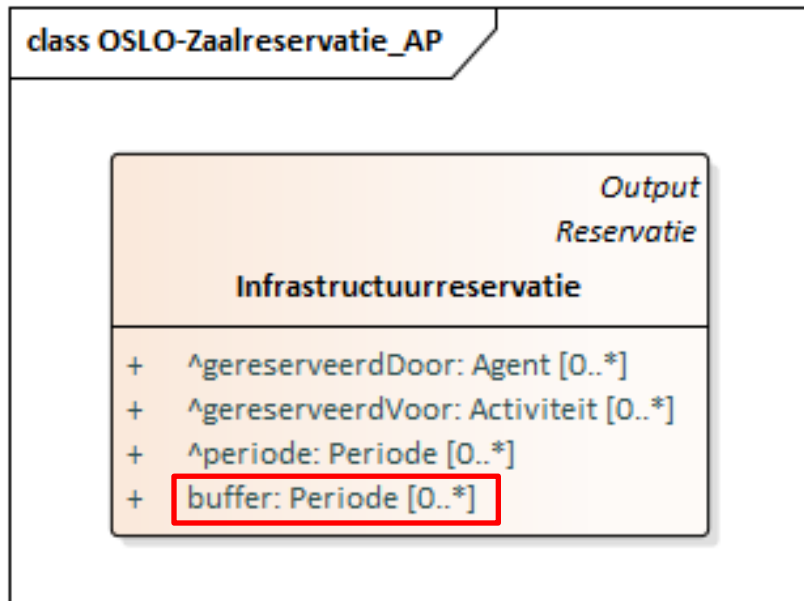 class OSLO-Zaalreservatie_AP
Output
Reservatie
Infrastructuurreservatie
+ ^gereserveerdDoor: Agent [0..*]
+ ^gereserveerdVoor: Activiteit [0..*]
+ ^periode: Periode [0..*]
+ buffer: Periode [0..*]